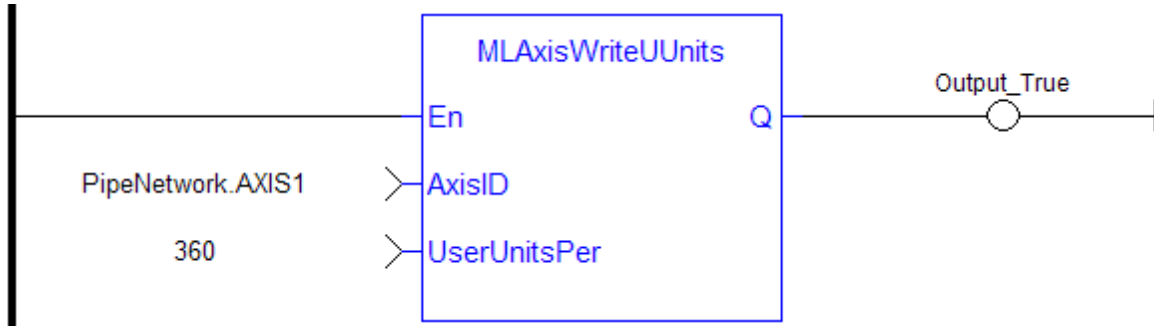 MLAxisWriteUUnits
Output_True
En
Q
PipeNetwork.AXIS1
AxisID
360
UserUnitsPer